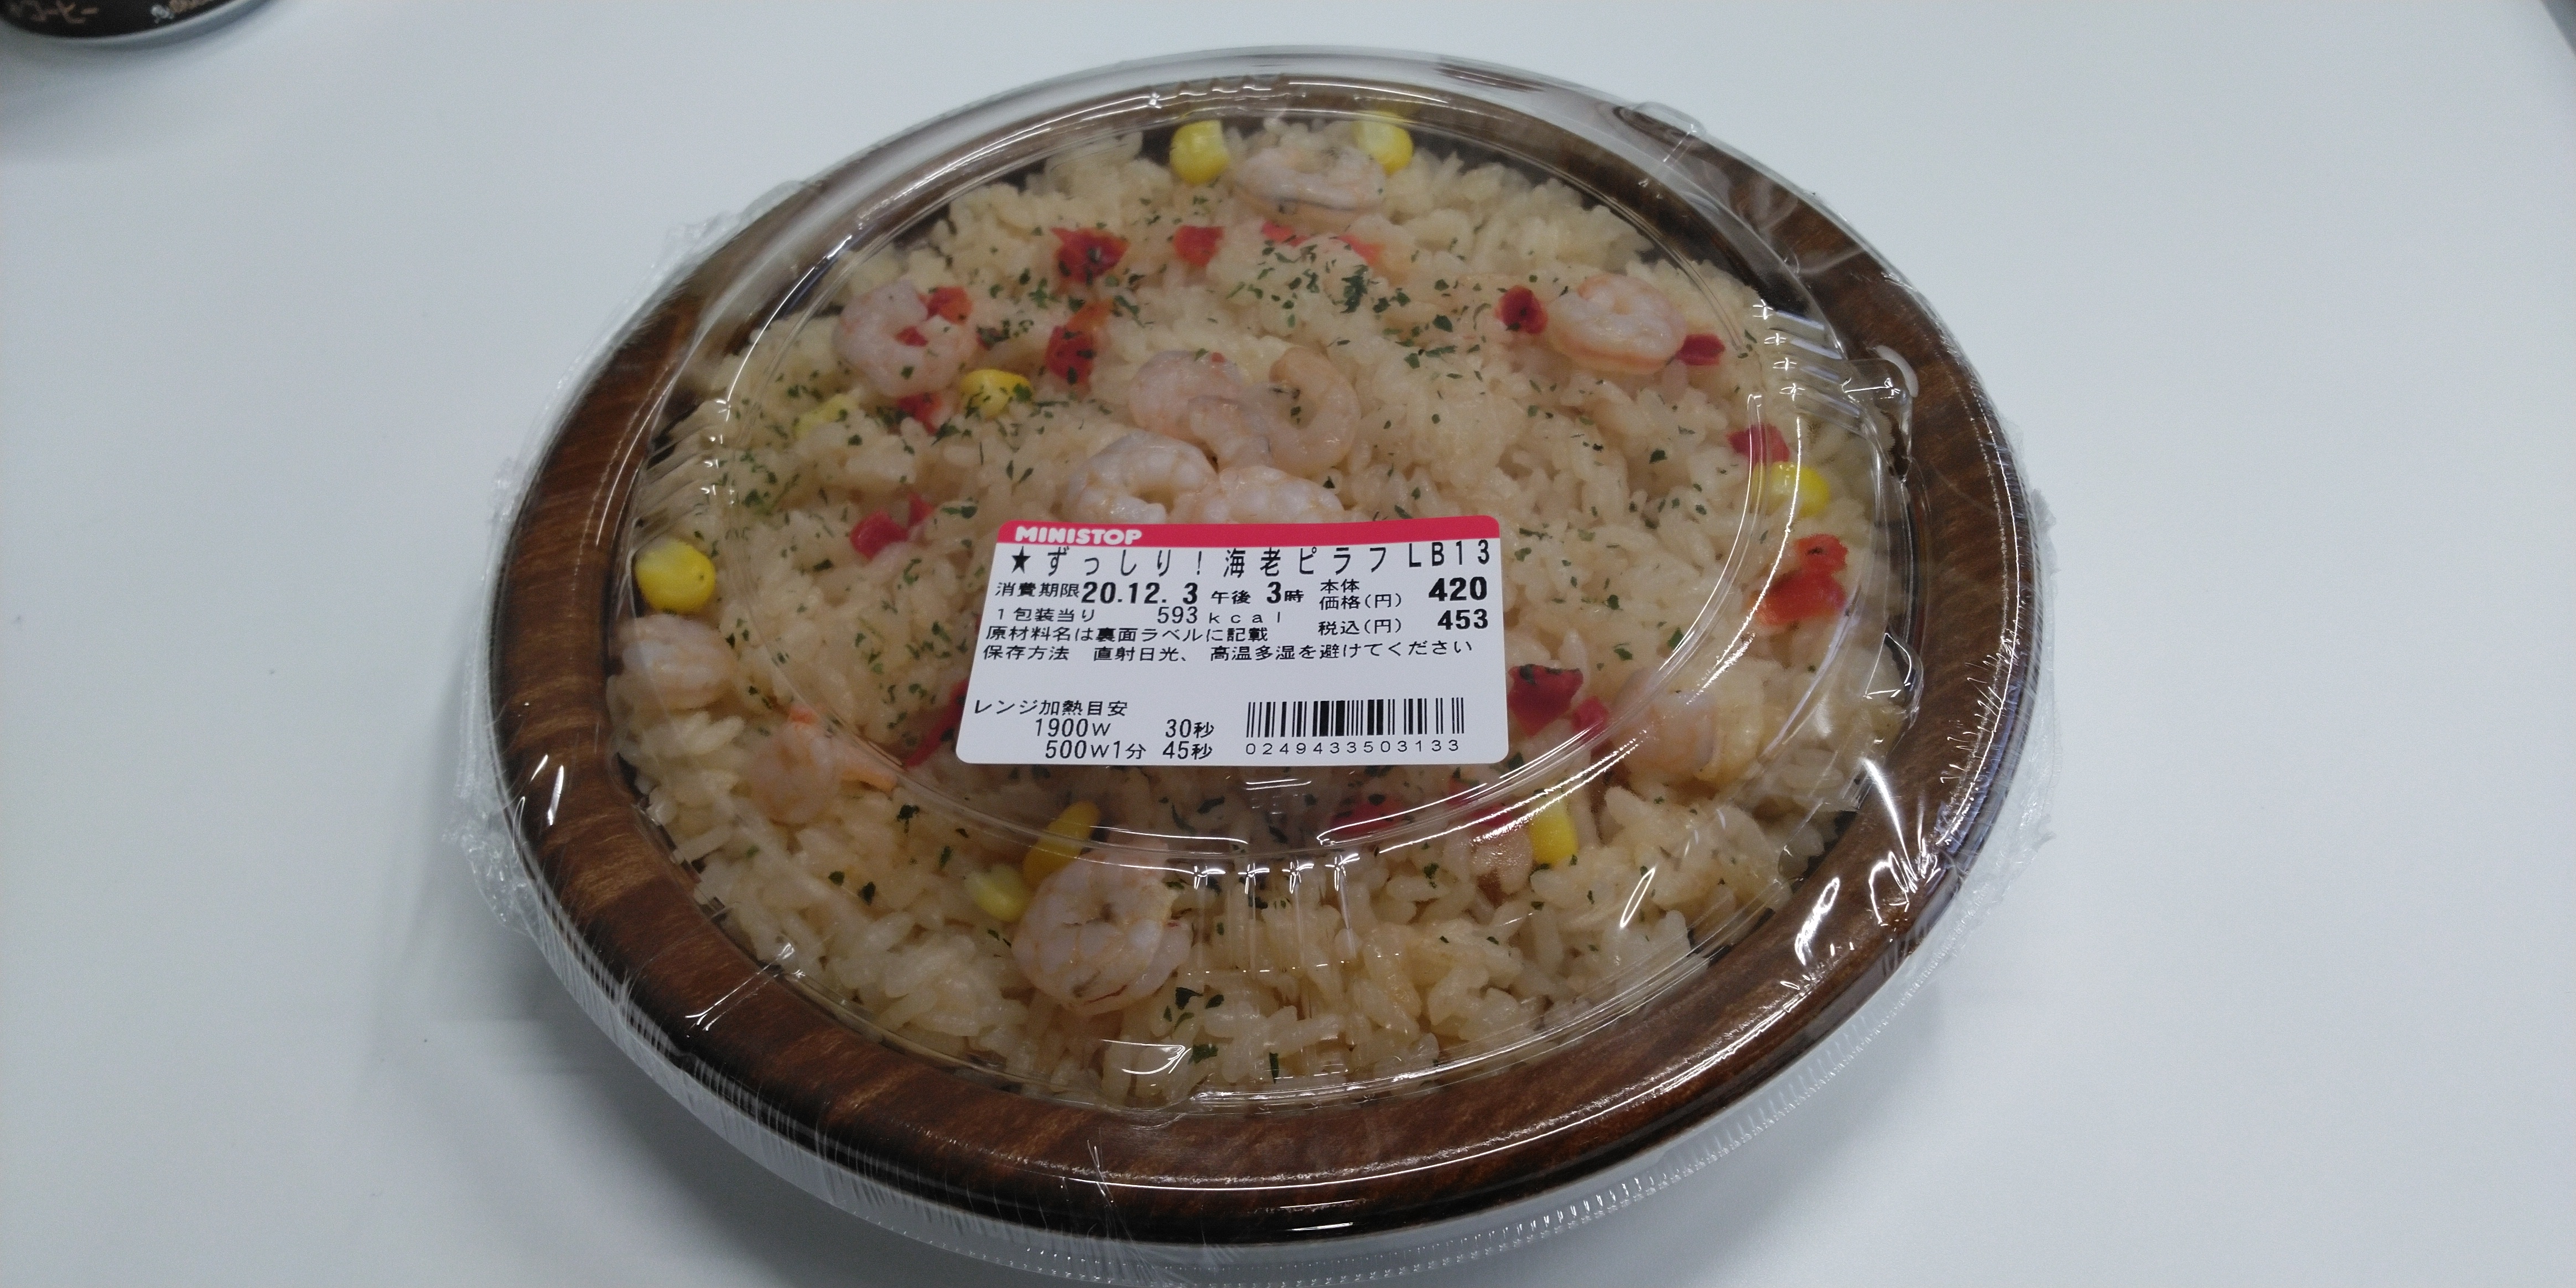 コーヒー
MINISTOP
★ずっしり！海老ピラフLB13
消費期限20.12.3 午後 3時 本体価格(円) 420
1包装当り 593kcal 税込(円) 453
原材料名は裏面ラベルに記載
保存方法 直射日光、高温多湿を避けてください
レンジ加熱目安
1900W 30秒
500W1分 45秒
0249433503133